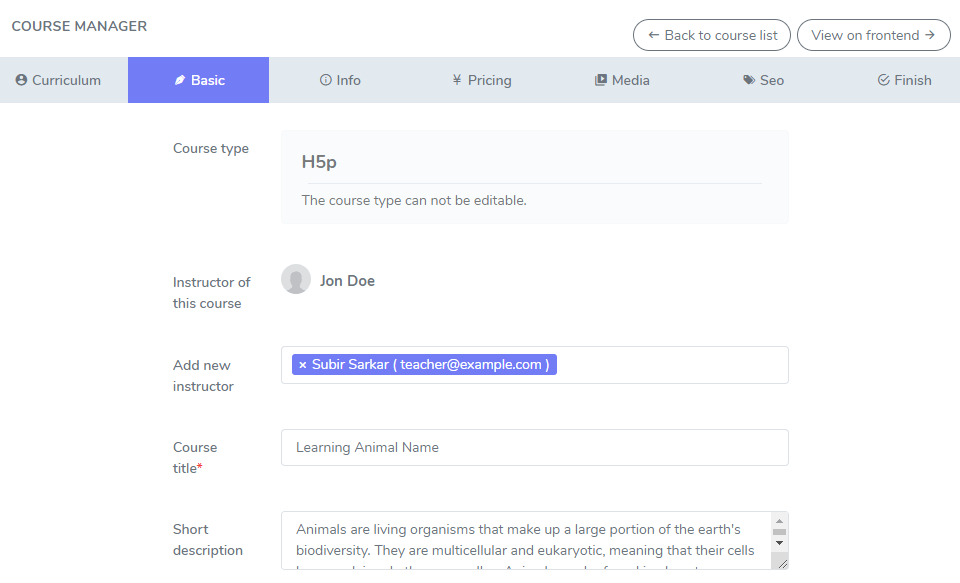 COURSE MANAGER
← Back to course list
View on frontend →
Curriculum
Basic
Info
¥ Pricing
Media
Seo
Finish
Course type
H5p
The course type can not be editable.
Instructor of
this course
Jon Doe
Add new
instructor
× Subir Sarkar ( teacher@example.com )
Course
title*
Learning Animal Name
Short
description
Animals are living organisms that make up a large portion of the earth's
biodiversity. They are multicellular and eukaryotic, meaning that their cells